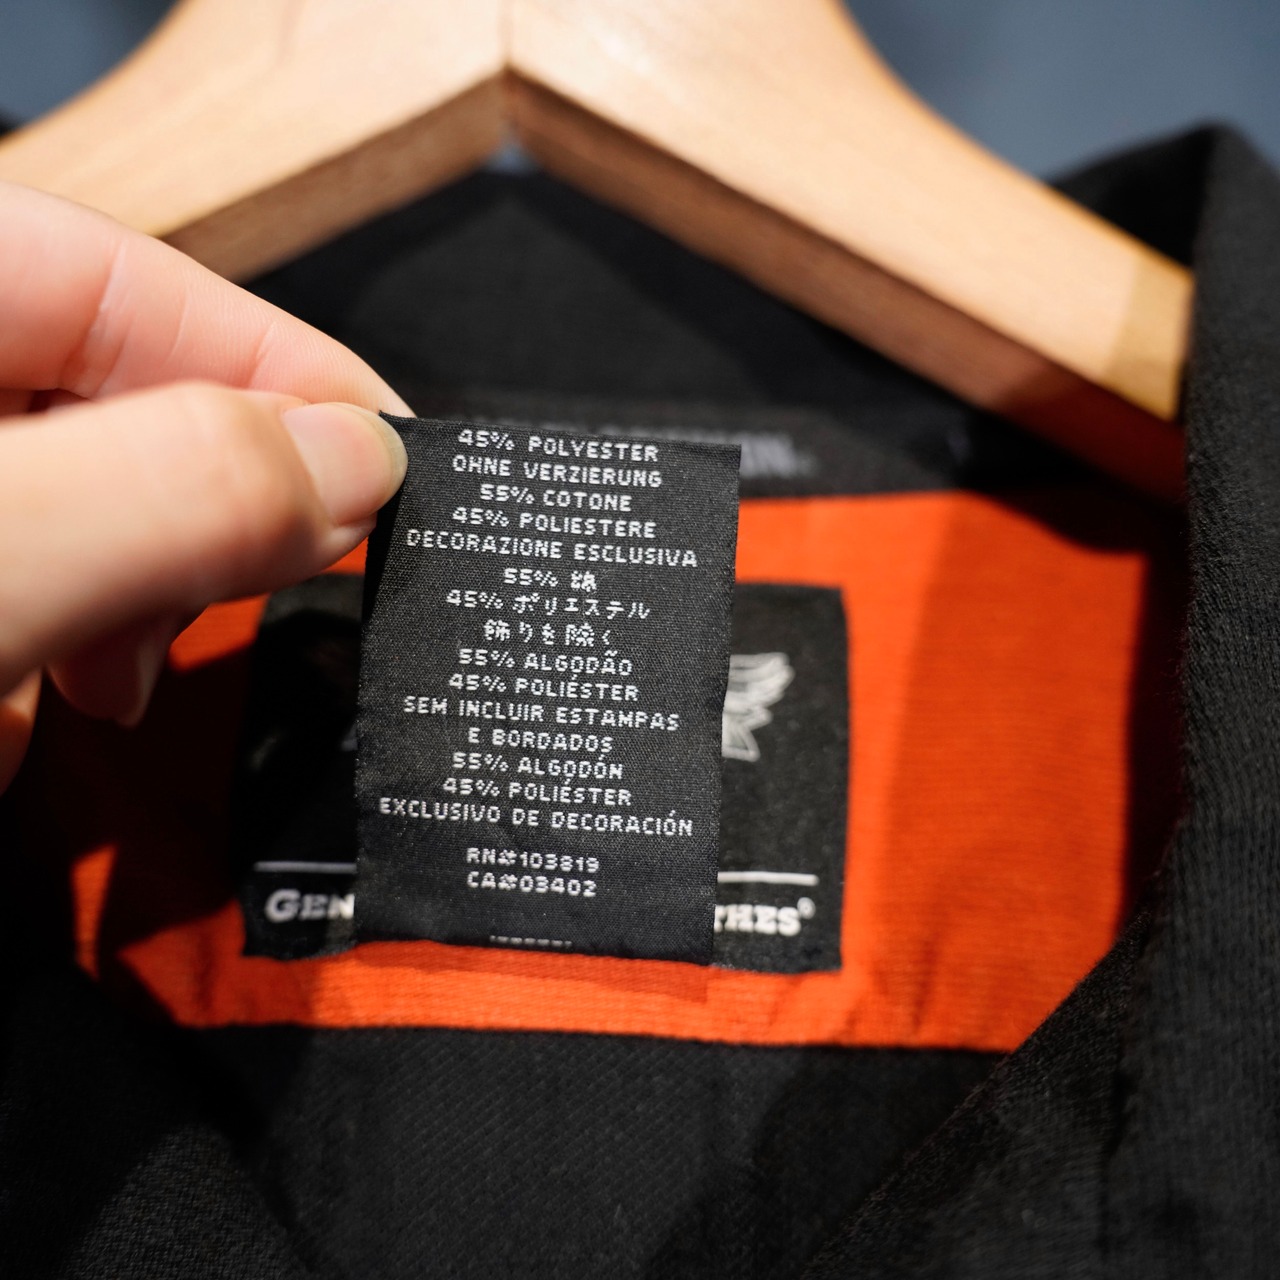 45% POLYESTER
OHNE VERZIERUNG
55% COTONE
45% POLIESTERE
DECORAZIONE ESCLUSIVA
55% 綿
45% ポリエステル
飾りを除く
55% ALGODÃO
45% POLIÉSTER
SEM INCLUIR ESTAMPAS
E BORDADOS
55% ALGODÓN
45% POLIÉSTER
EXCLUSIVO DE DECORACIÓN
RN#103819
CA#03402